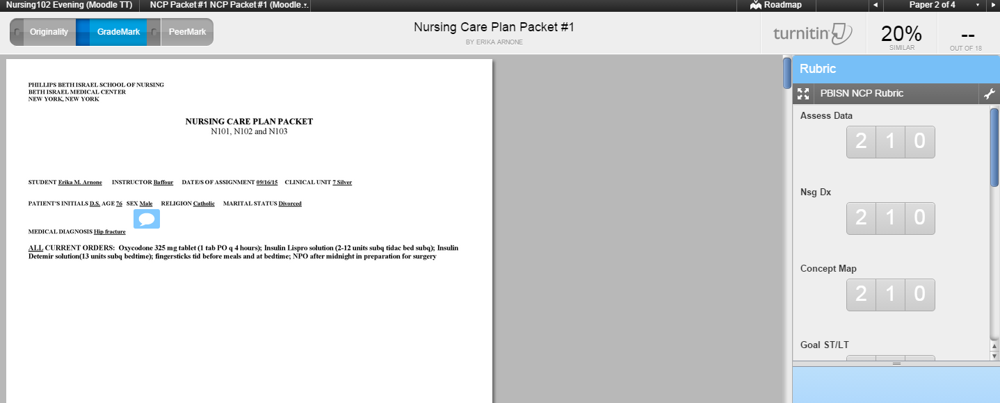 Nursing102 Evening (Moodle TT) NCP Packet #1 NCP Packet #1 (Moodle... Roadmap Paper 2 of 4
Originality GradeMark PeerMark
Nursing Care Plan Packet #1
BY ERIKA ARNONE
turnitin
20%
SIMILAR
--
OUT OF 18
PHILLIPS BETH ISRAEL SCHOOL OF NURSING
BETH ISRAEL MEDICAL CENTER
NEW YORK, NEW YORK
NURSING CARE PLAN PACKET
N101, N102 and N103
STUDENT Erika M. Arnone INSTRUCTOR Baffour DATE/S OF ASSIGNMENT 09/16/15 CLINICAL UNIT 7 Silver
PATIENT'S INITIALS D.S. AGE 76 SEX Male RELIGION Catholic MARITAL STATUS Divorced
MEDICAL DIAGNOSIS Hip fracture
ALL CURRENT ORDERS: Oxycodone 325 mg tablet (1 tab PO q 4 hours); Insulin Lispro solution (2-12 units subq tidac bed subq); Insulin
Detemir solution(13 units subq bedtime); fingersticks tid before meals and at bedtime; NPO after midnight in preparation for surgery
Rubric
PBISN NCP Rubric
Assess Data
2 1 0
Nsg Dx
2 1 0
Concept Map
2 1 0
Goal ST/LT